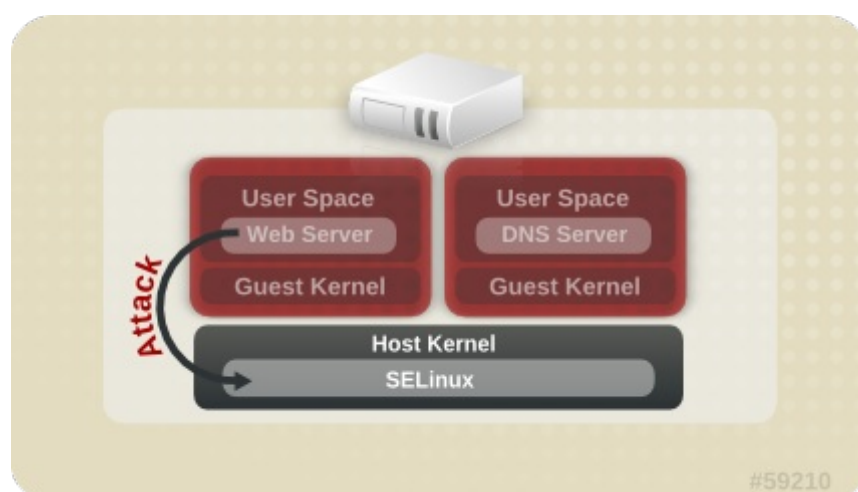 User Space
Web Server
Guest Kernel
User Space
DNS Server
Guest Kernel
Attack
Host Kernel
SELinux
#59210